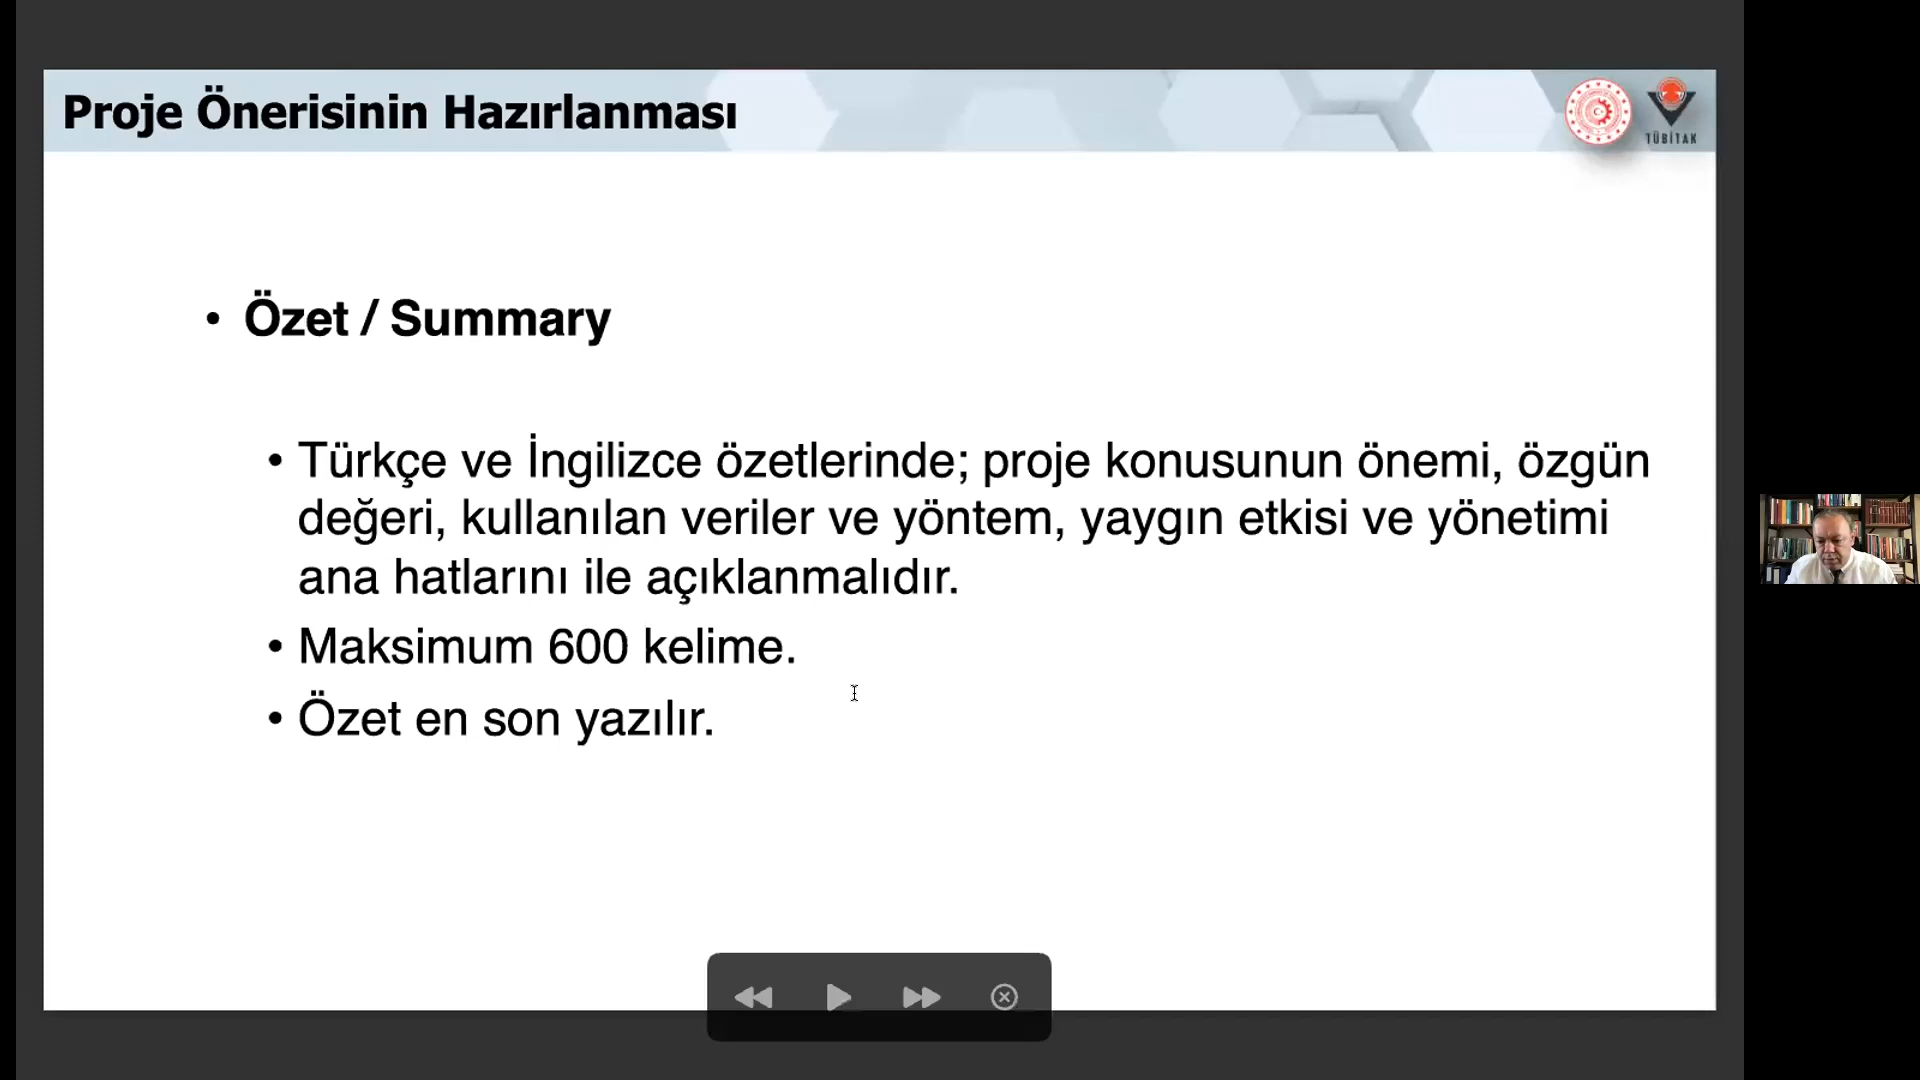 Proje Önerisinin Hazırlanması
TÜBİTAK
• Özet / Summary
• Türkçe ve İngilizce özetlerinde; proje konusunun önemi, özgün
değeri, kullanılan veriler ve yöntem, yaygın etkisi ve yönetimi
ana hatlarını ile açıklanmalıdır.
• Maksimum 600 kelime.
• Özet en son yazılır.